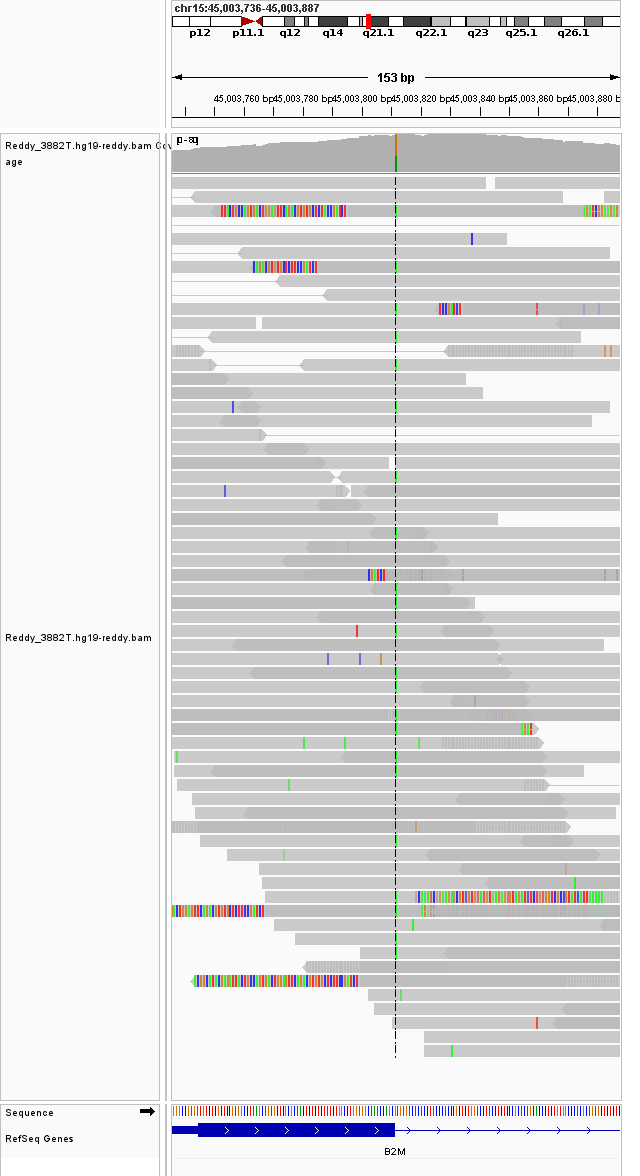 chr15:45,003,736-45,003,887
p12 p11.1 q12 q14 q21.1 q22.1 q23 q25.1 q26.1
153 bp
45,003,760 bp 45,003,780 bp 45,003,800 bp 45,003,820 bp 45,003,840 bp 45,003,860 bp 45,003,880 b
Reddy_3882T.hg19-reddy.bam Cov
age
Reddy_3882T.hg19-reddy.bam
Sequence
RefSeq Genes
B2M